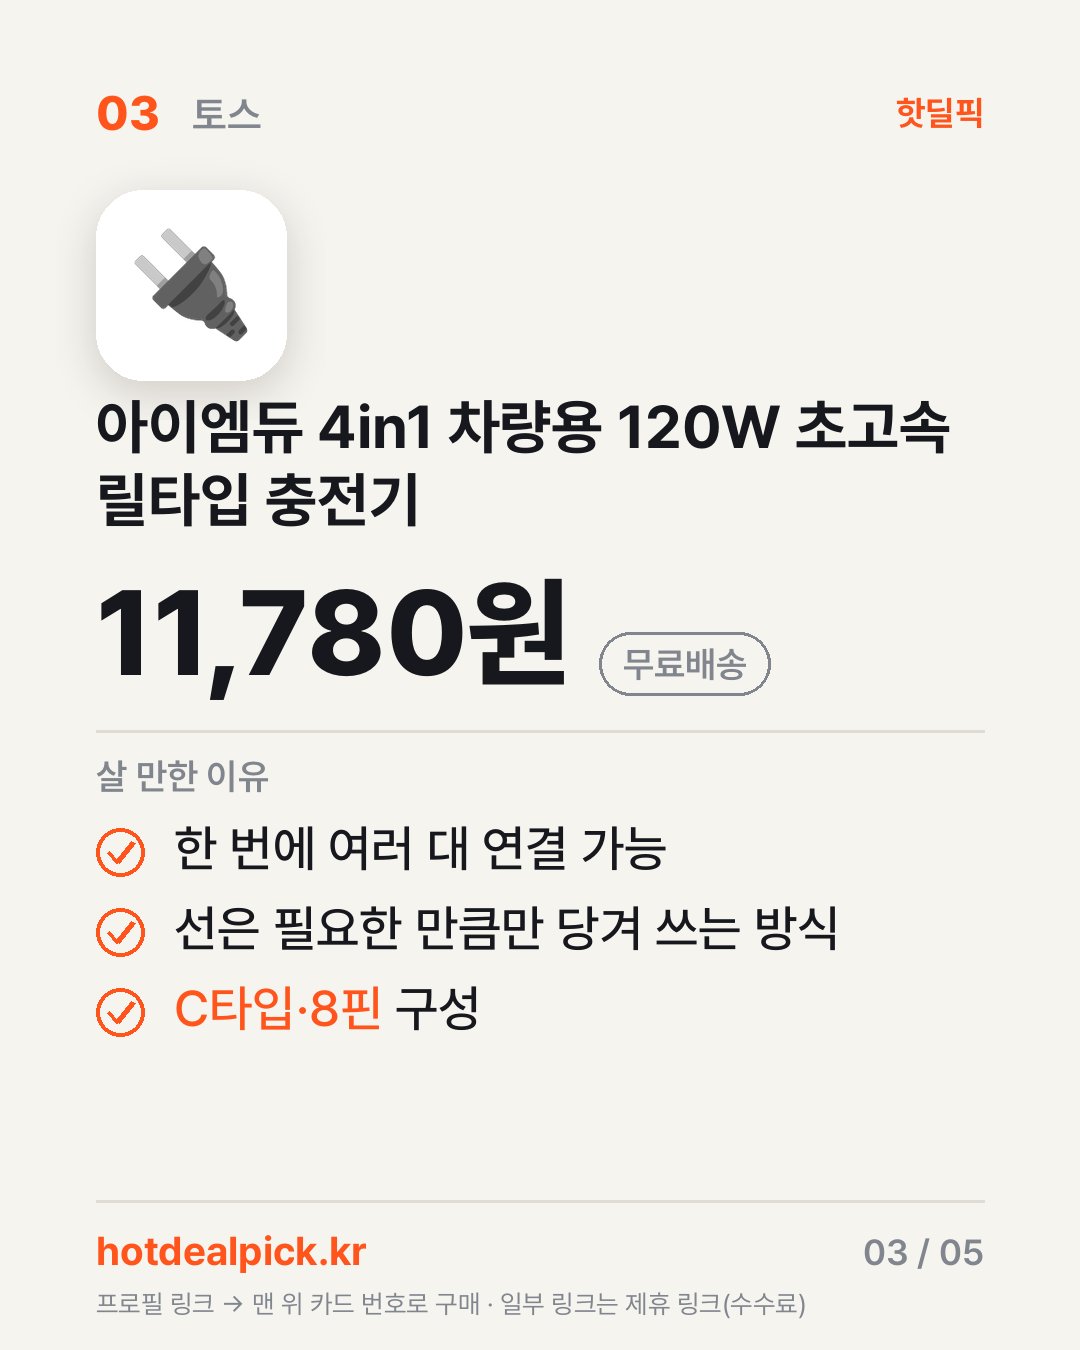 03 토스
핫딜픽
아이엠듀 4in1 차량용 120W 초고속
릴타입 충전기
11,780원 무료배송
살 만한 이유
한 번에 여러 대 연결 가능
선은 필요한 만큼만 당겨 쓰는 방식
C타입·8핀 구성
hotdealpick.kr
03 / 05
프로필 링크 → 맨 위 카드 번호로 구매 · 일부 링크는 제휴 링크(수수료)